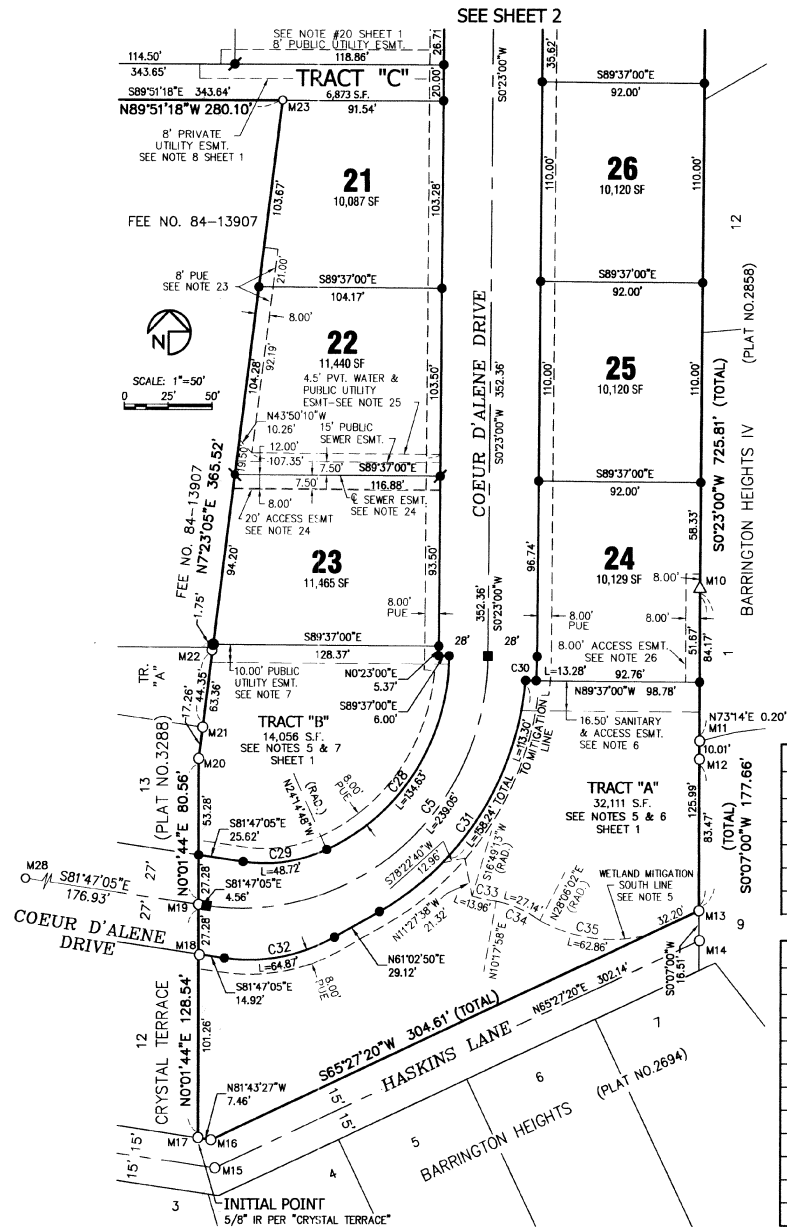 SEE SHEET 2
SEE NOTE #20 SHEET 1
8' PUBLIC UTILITY ESMT.
114.50'
118.86'
343.65'
TRACT "C"
S89°51'18"E 343.64'
6,873 S.F.
N89°51'18"W 280.10'
M23
91.54'
26.71'
20.00'
S0°23'00"W
35.62'
S89°37'00"E
92.00'
8' PRIVATE
UTILITY ESMT.
SEE NOTE 8 SHEET 1
21
10,087 SF
103.67'
103.28'
110.00'
26
10,120 SF
110.00'
12
FEE NO. 84-13907
8' PUE
SEE NOTE 23
21.00'
S89°37'00"E
104.17'
S89°37'00"E
92.00'
8.00'
N
SCALE: 1"=50'
0 25' 50'
22
11,440 SF
104.28'
92.19'
4.5' PVT. WATER &
PUBLIC UTILITY
ESMT-SEE NOTE 25
103.50'
COEUR D'ALENE DRIVE
S0°23'00"W 352.36'
110.00'
25
10,120 SF
110.00'
S0°23'00"W 725.81' (TOTAL)
BARRINGTON HEIGHTS IV (PLAT NO.2858)
N43°50'10"W
10.26'
15' PUBLIC
SEWER ESMT.
12.00'
107.35'
19.50'
7.50'
S89°37'00"E
116.88'
7.50'
8.00'
20' ACCESS ESMT
SEE NOTE 24
℄ SEWER ESMT.
SEE NOTE 24
S89°37'00"E
92.00'
FEE NO. 84-13907
N7°23'05"E 365.52'
94.20'
23
11,465 SF
93.50'
96.74'
24
10,129 SF
58.33'
8.00'
M10
1.75'
8.00'
PUE
352.36'
S0°23'00"W
8.00'
PUE
8.00'
51.67'
84.17'
1
8.00' ACCESS ESMT.
SEE NOTE 26
S89°37'00"E
128.37'
28' 28'
M22
10.00' PUBLIC
UTILITY ESMT.
SEE NOTE 7
N0°23'00"E
5.37'
S89°37'00"E
6.00'
C30
L=13.28'
92.76'
N89°37'00"W 98.78'
TR.
"A"
17.26'
44.35'
63.36'
M21
TRACT "B"
14,056 S.F.
SEE NOTES 5 & 7
SHEET 1
16.50' SANITARY
& ACCESS ESMT.
SEE NOTE 6
N73°14'E 0.20'
M11
10.01'
M12
M20
13
(PLAT NO.3288)
N0°01'44"E 80.56'
53.28'
N24°14'48"W
(RAD.)
8.00'
PUE
C28
L=134.63'
C5
L=239.05'
L=113.30'
TO MITIGATION
LINE
C31
L=158.24' TOTAL
TRACT "A"
32,111 S.F.
SEE NOTES 5 & 6
SHEET 1
125.99'
83.47'
S0°07'00"W 177.66'
(TOTAL)
S81°47'05"E
25.62'
C29
L=48.72'
S78°22'40"W
12.96'
S16°49'13"W
(RAD.)
WETLAND MITIGATION
SOUTH LINE
SEE NOTE 5
M28
S81°47'05"E
176.93'
27'
27'
27.28'
S81°47'05"E
4.56'
M19
C33
L=13.96'
L=27.14'
C34
N28°06'02"E
(RAD.)
C35
L=62.86'
32.20'
M13
9
COEUR D'ALENE
DRIVE
27.28'
M18
C32
L=64.87'
N11°27'38"W
21.32'
N10°17'58"E
S0°07'00"W
16.51'
M14
S81°47'05"E
14.92'
8.00'
PUE
N61°02'50"E
29.12'
12
CRYSTAL TERRACE
N0°01'44"E 128.54'
101.26'
S65°27'20"W 304.61' (TOTAL)
HASKINS LANE
N65°27'20"E 302.14'
7
N81°43'27"W
7.46'
15' 15'
6
(PLAT NO.2694)
BARRINGTON HEIGHTS
M17
M16
5
15' 15'
M15
4
3
INITIAL POINT
5/8" IR PER "CRYSTAL TERRACE"